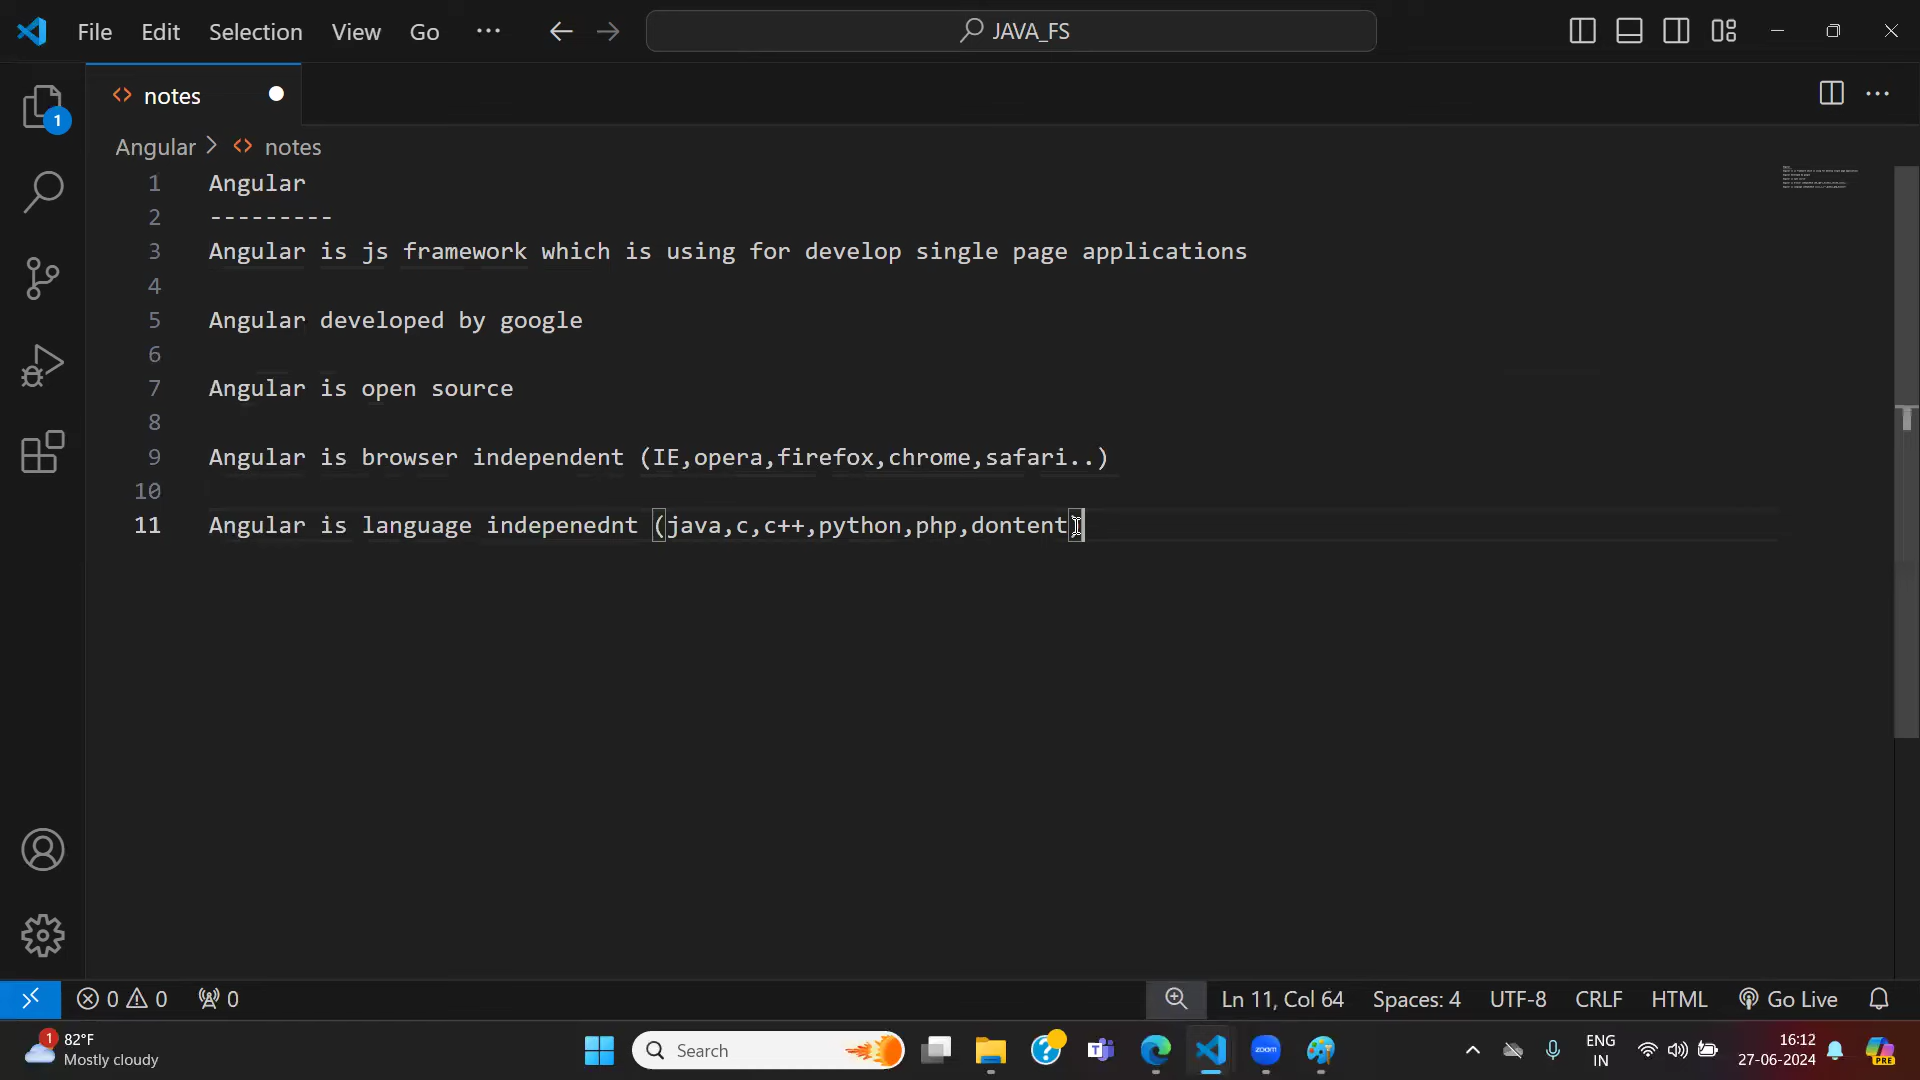 File Edit Selection View Go ··· JAVA_FS
notes
1
Angular > notes
1 Angular
2 ---------
3 Angular is js framework which is using for develop single page applications
4
5 Angular developed by google
6
7 Angular is open source
8
9 Angular is browser independent (IE,opera,firefox,chrome,safari..)
10
11 Angular is language indepenednt (java,c,c++,python,php,dontent)
0 0 0 Ln 11, Col 64 Spaces: 4 UTF-8 CRLF HTML Go Live
1 82°F
Mostly cloudy
Search
zoom
ENG
IN
16:12
27-06-2024
PRE